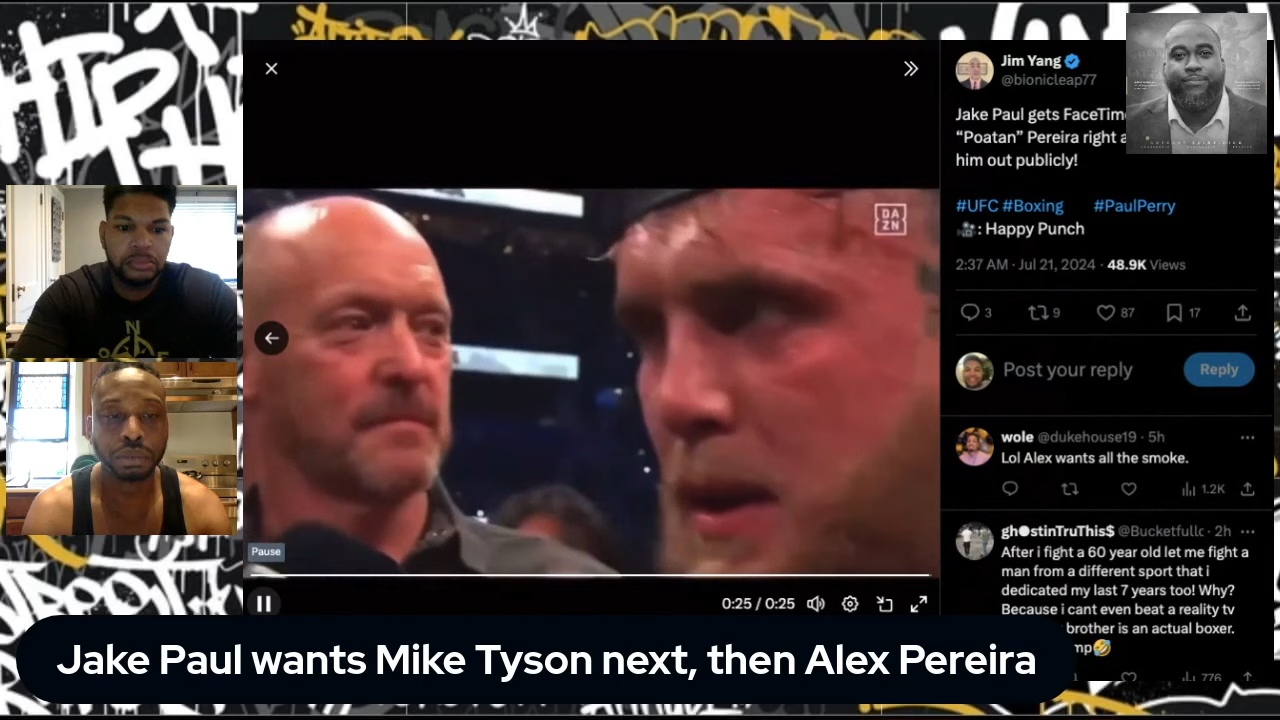 HIP
Jim Yang
@bionicleap77
Jake Paul gets FaceTime
“Poatan” Pereira right a
him out publicly!
#UFC #Boxing #PaulPerry
: Happy Punch
2:37 AM · Jul 21, 2024 · 48.9K Views
3 9 87 17
Post your reply Reply
wole @dukehouse19 · 5h
Lol Alex wants all the smoke.
1.2K
gh●stinTruThis$ @Bucketfullc · 2h
After i fight a 60 year old let me fight a
man from a different sport that i
dedicated my last 7 years too! Why?
Because i cant even beat a reality tv
brother is an actual boxer.
mp🤣
776
DAZN
N
Pause
0:25 / 0:25
Jake Paul wants Mike Tyson next, then Alex Pereira